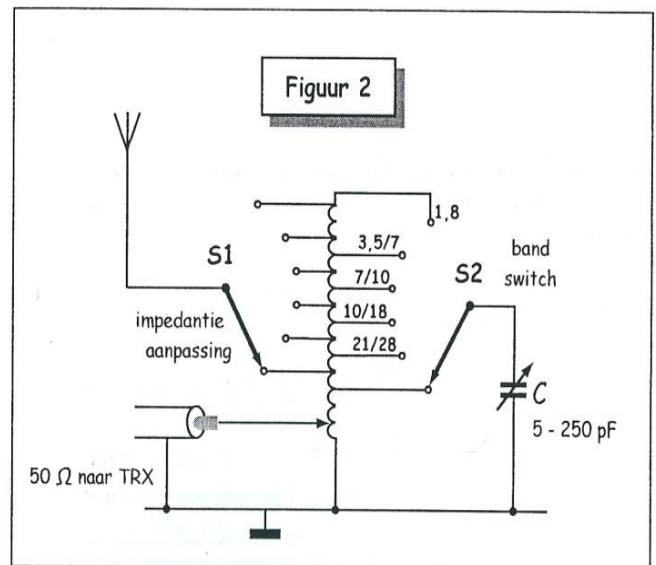 Figuur 2
1,8
3,5/7
S1
band
switch
S2
7/10
impedantie
aanpassing
10/18
21/28
C
5 - 250 pF
50 Ω naar TRX